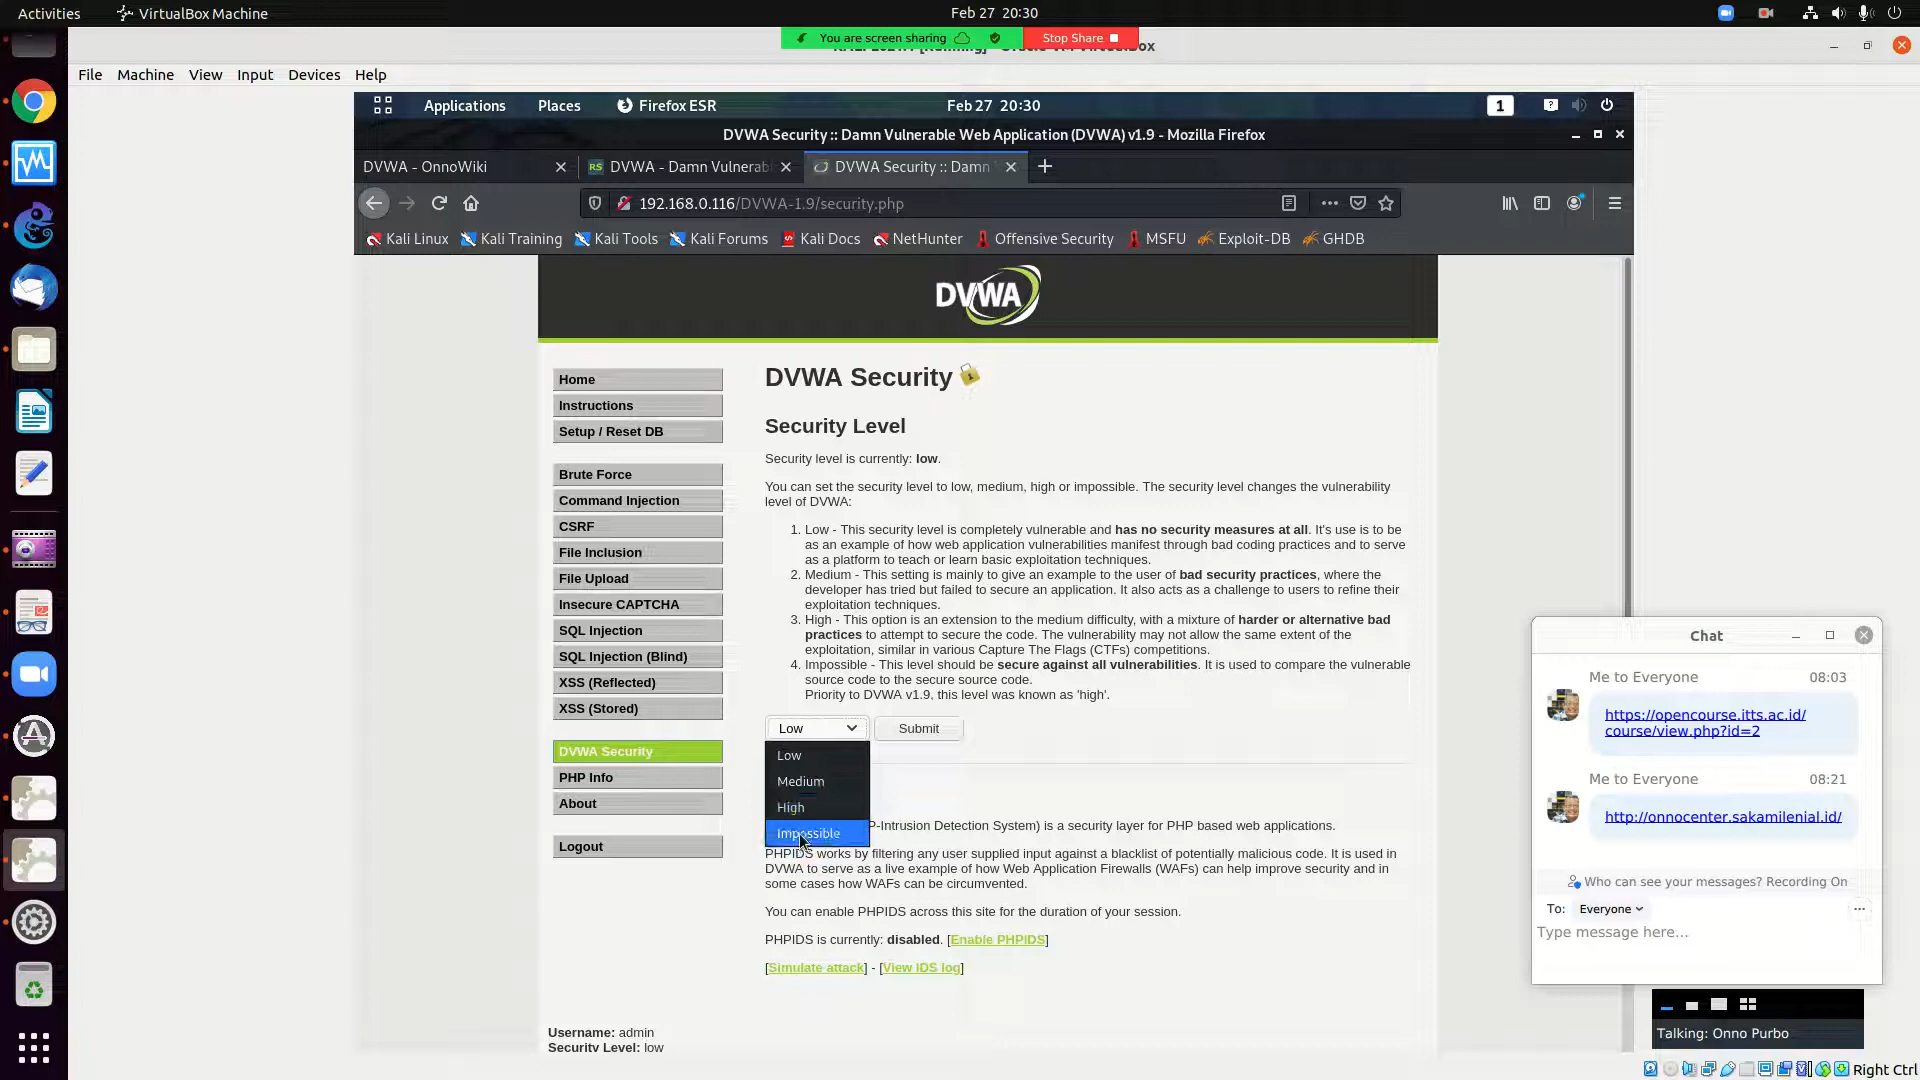 Activities
VirtualBox Machine
Feb 27 20:30
You are screen sharing
Stop Share
File
Machine
View
Input
Devices
Help
Applications
Places
Firefox ESR
Feb 27 20:30
1
DVWA Security :: Damn Vulnerable Web Application (DVWA) v1.9 - Mozilla Firefox
DVWA - OnnoWiki
RS
DVWA - Damn Vulnerab
DVWA Security :: Damn
192.168.0.116/DVWA-1.9/security.php
Kali Linux
Kali Training
Kali Tools
Kali Forums
Kali Docs
NetHunter
Offensive Security
MSFU
Exploit-DB
GHDB
DVWA
Home
Instructions
Setup / Reset DB
Brute Force
Command Injection
CSRF
File Inclusion
File Upload
Insecure CAPTCHA
SQL Injection
SQL Injection (Blind)
XSS (Reflected)
XSS (Stored)
DVWA Security
PHP Info
About
Logout
DVWA Security
Security Level
Security level is currently: low.
You can set the security level to low, medium, high or impossible. The security level changes the vulnerability
level of DVWA:
1. Low - This security level is completely vulnerable and has no security measures at all. It's use is to be
as an example of how web application vulnerabilities manifest through bad coding practices and to serve
as a platform to teach or learn basic exploitation techniques.
2. Medium - This setting is mainly to give an example to the user of bad security practices, where the
developer has tried but failed to secure an application. It also acts as a challenge to users to refine their
exploitation techniques.
3. High - This option is an extension to the medium difficulty, with a mixture of harder or alternative bad
practices to attempt to secure the code. The vulnerability may not allow the same extent of the
exploitation, similar in various Capture The Flags (CTFs) competitions.
4. Impossible - This level should be secure against all vulnerabilities. It is used to compare the vulnerable
source code to the secure source code.
Priority to DVWA v1.9, this level was known as 'high'.
Low
Submit
Low
Medium
High
Impossible
P-Intrusion Detection System) is a security layer for PHP based web applications.
PHPIDS works by filtering any user supplied input against a blacklist of potentially malicious code. It is used in
DVWA to serve as a live example of how Web Application Firewalls (WAFs) can help improve security and in
some cases how WAFs can be circumvented.
You can enable PHPIDS across this site for the duration of your session.
PHPIDS is currently: disabled. [Enable PHPIDS]
[Simulate attack] - [View IDS log]
Username: admin
Security Level: low
Chat
Me to Everyone 08:03
https://opencourse.itts.ac.id/
course/view.php?id=2
Me to Everyone 08:21
http://onnocenter.sakamilenial.id/
Who can see your messages? Recording On
To: Everyone
Type message here...
Talking: Onno Purbo
Right Ctrl